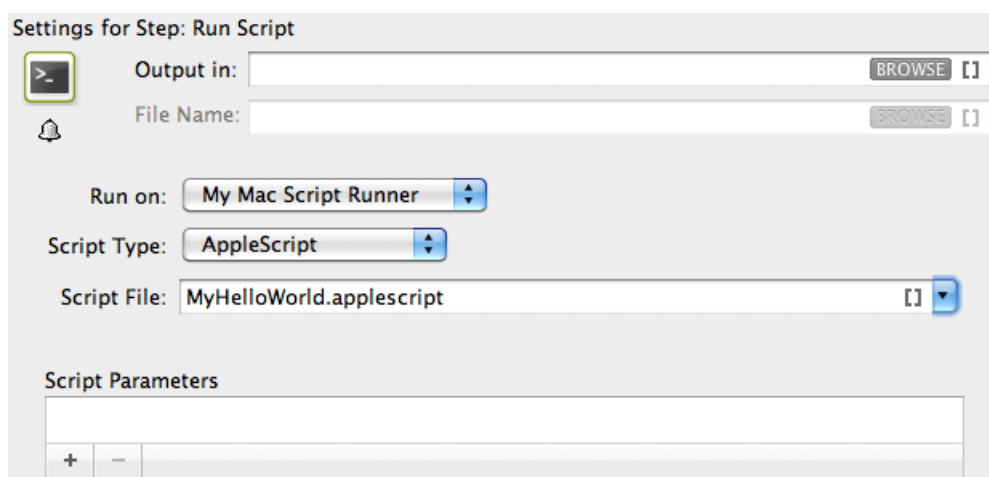 Settings for Step: Run Script
Output in: BROWSE []
File Name: BROWSE []
Run on: My Mac Script Runner
Script Type: AppleScript
Script File: MyHelloWorld.applescript []
Script Parameters
+ −